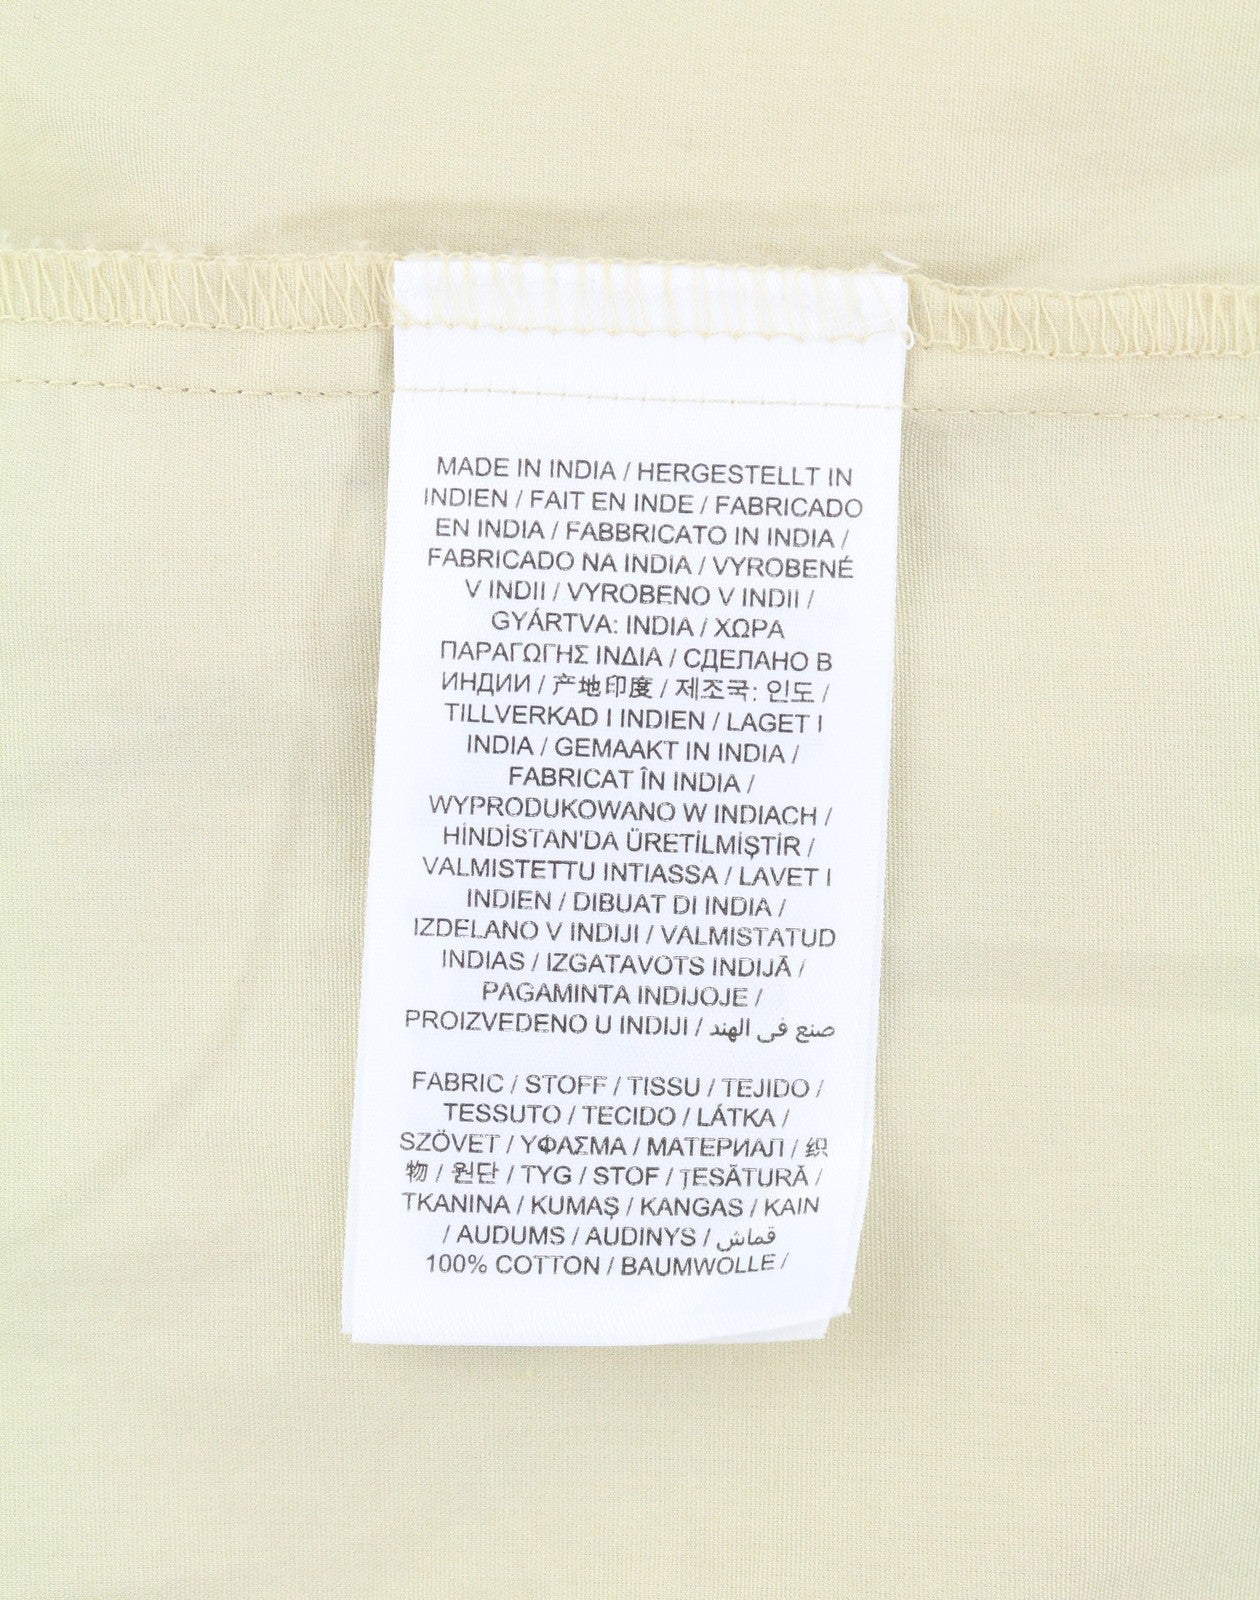 MADE IN INDIA / HERGESTELLT IN
INDIEN / FAIT EN INDE / FABRICADO
EN INDIA / FABBRICATO IN INDIA /
FABRICADO NA INDIA / VYROBENÉ
V INDII / VYROBENO V INDII /
GYÁRTVA: INDIA / ΧΩΡΑ
ΠΑΡΑΓΩΓΗΣ ΙΝΔΙΑ / СДЕЛАНО В
ИНДИИ / 产地印度 / 제조국: 인도 /
TILLVERKAD I INDIEN / LAGET I
INDIA / GEMAAKT IN INDIA /
FABRICAT ÎN INDIA /
WYPRODUKOWANO W INDIACH /
HİNDİSTAN'DA ÜRETİLMİŞTİR /
VALMISTETTU INTIASSA / LAVET I
INDIEN / DIBUAT DI INDIA /
IZDELANO V INDIJI / VALMISTATUD
INDIAS / IZGATAVOTS INDIJĀ /
PAGAMINTA INDIJOJE /
PROIZVEDENO U INDIJI / صنع في الهند
FABRIC / STOFF / TISSU / TEJIDO /
TESSUTO / TECIDO / LÁTKA /
SZÖVET / ΥΦΑΣΜΑ / МАТЕРИАЛ / 织
物 / 원단 / TYG / STOF / ȚESĂTURĂ /
TKANINA / KUMAŞ / KANGAS / KAIN
/ AUDUMS / AUDINYS / قماش
100% COTTON / BAUMWOLLE /